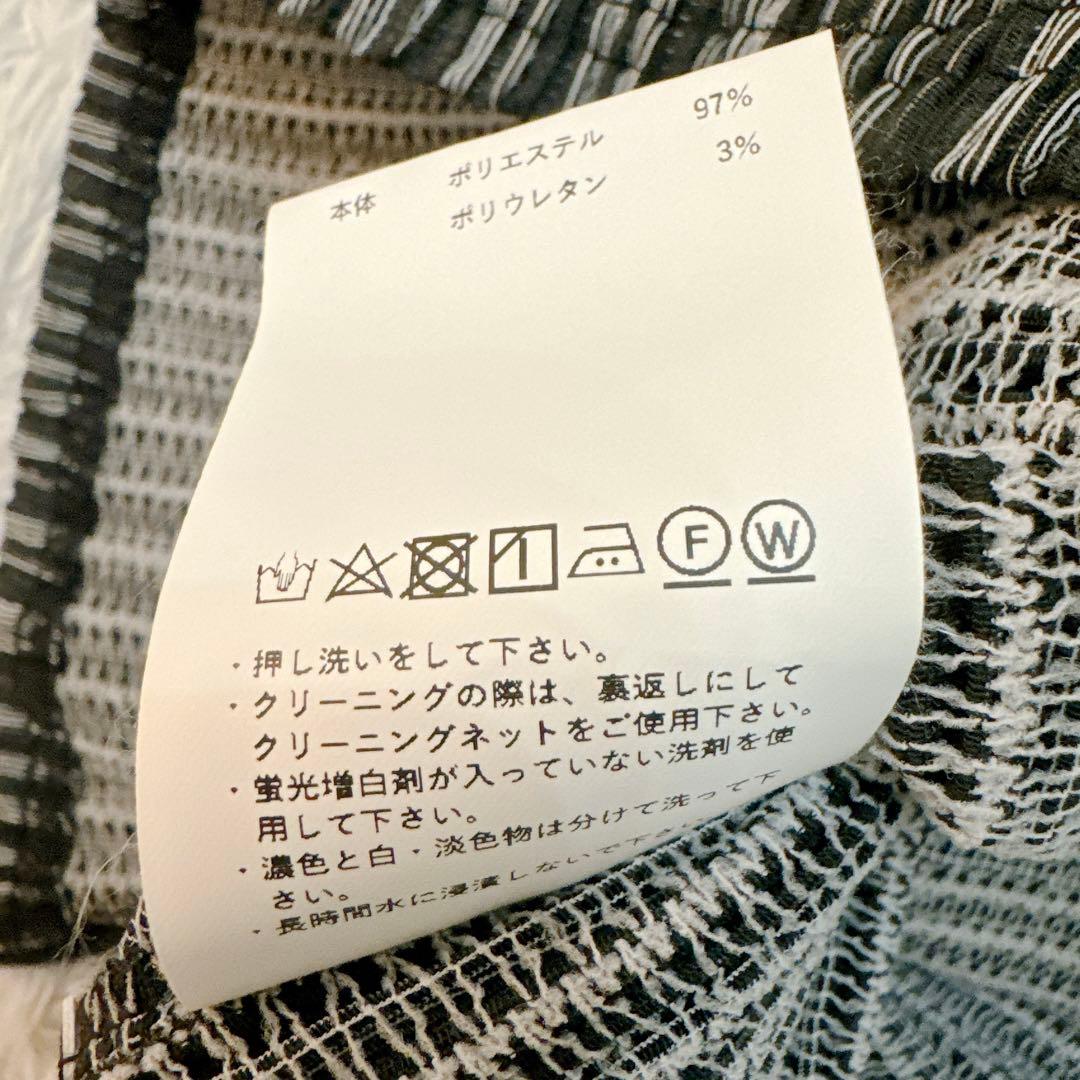 本体 ポリエステル 97%
ポリウレタン 3%
F W
・押し洗いをして下さい。
・クリーニングの際は、裏返しにして
クリーニングネットをご使用下さい。
・蛍光増白剤が入っていない洗剤を使
用して下さい。
・濃色と白・淡色物は分けて洗って下
さい。
・長時間水に浸漬しないで下さ